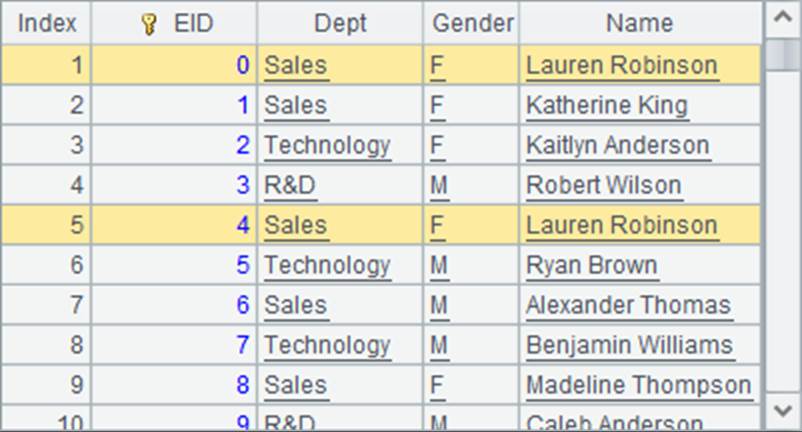 Index EID Dept Gender Name
1 0 Sales F Lauren Robinson
2 1 Sales F Katherine King
3 2 Technology F Kaitlyn Anderson
4 3 R&D M Robert Wilson
5 4 Sales F Lauren Robinson
6 5 Technology M Ryan Brown
7 6 Sales M Alexander Thomas
8 7 Technology M Benjamin Williams
9 8 Sales F Madeline Thompson
10 9 R&D M Caleb Anderson